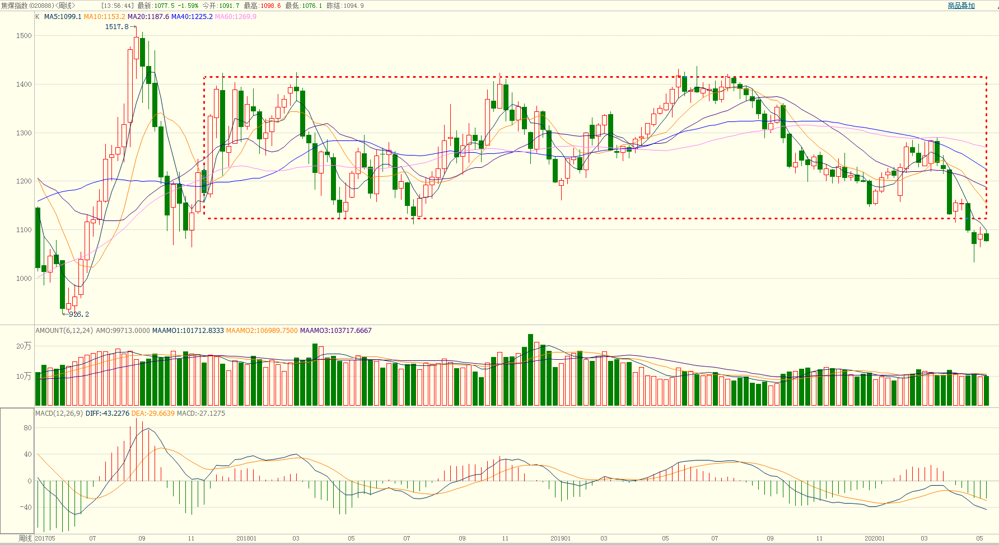 焦煤指数(020888)<周线> [13:56:44] 最新:1077.5 -1.59% 今开:1091.7 最高:1098.6 最低:1076.1 昨结:1094.9 商品叠加
K MA5:1099.1 MA10:1153.2 MA20:1187.6 MA40:1225.2 MA60:1269.9
1517.8
1500
1400
1300
1200
1100
1000
926.2
AMOUNT(6,12,24) AMO:99713.0000 MAAMO1:101712.8333 MAAMO2:106989.7500 MAAMO3:103717.6667
20万
10万
MACD(12,26,9) DIFF:-43.2276 DEA:-29.6639 MACD:-27.1275
80
40
0
-40
周线 201705 07 09 11 201801 03 05 07 09 11 201901 03 05 07 09 11 202001 03 05